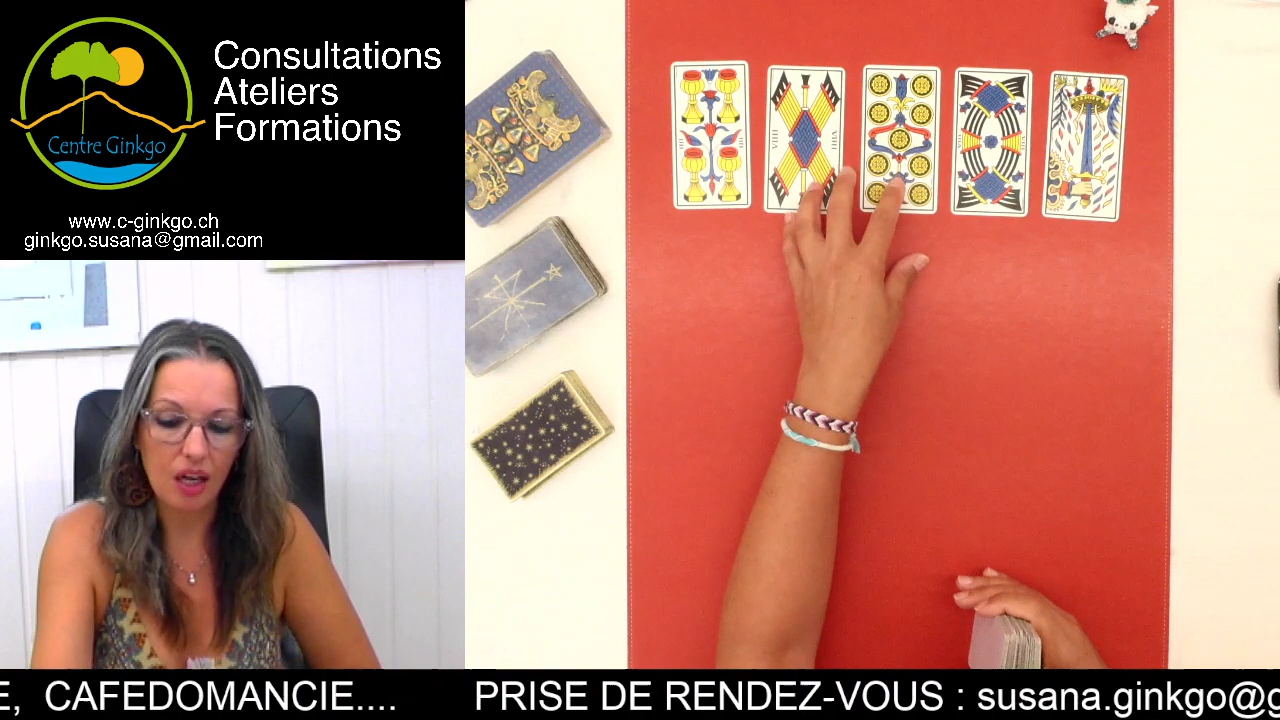 Consultations
Ateliers
Formations
Centre Ginkgo
www.c-ginkgo.ch
ginkgo.susana@gmail.com
E, CAFEDOMANCIE.... PRISE DE RENDEZ-VOUS : susana.ginkgo@g